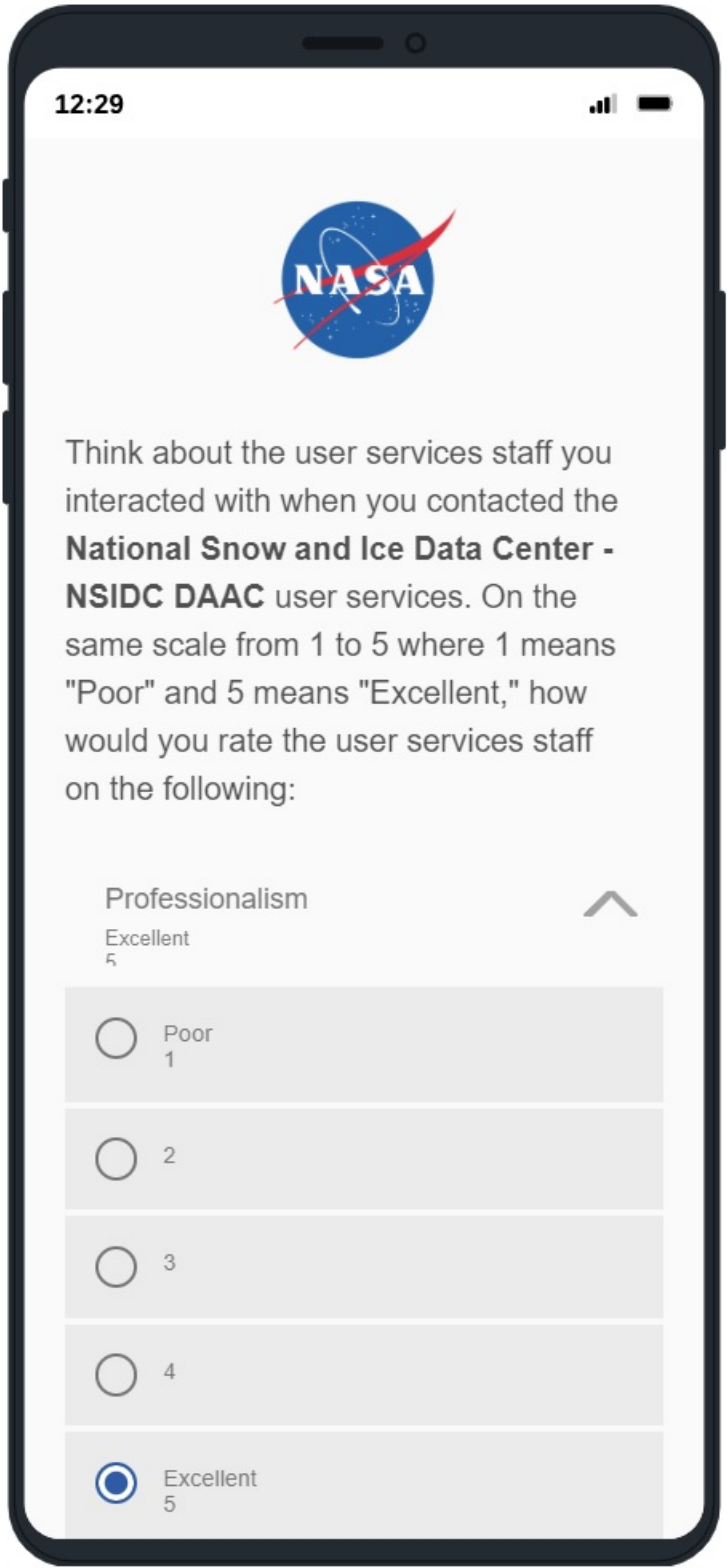 12:29
NASA
Think about the user services staff you
interacted with when you contacted the
National Snow and Ice Data Center -
NSIDC DAAC user services. On the
same scale from 1 to 5 where 1 means
"Poor" and 5 means "Excellent," how
would you rate the user services staff
on the following:
Professionalism
Excellent
5
Poor
1
2
3
4
Excellent
5